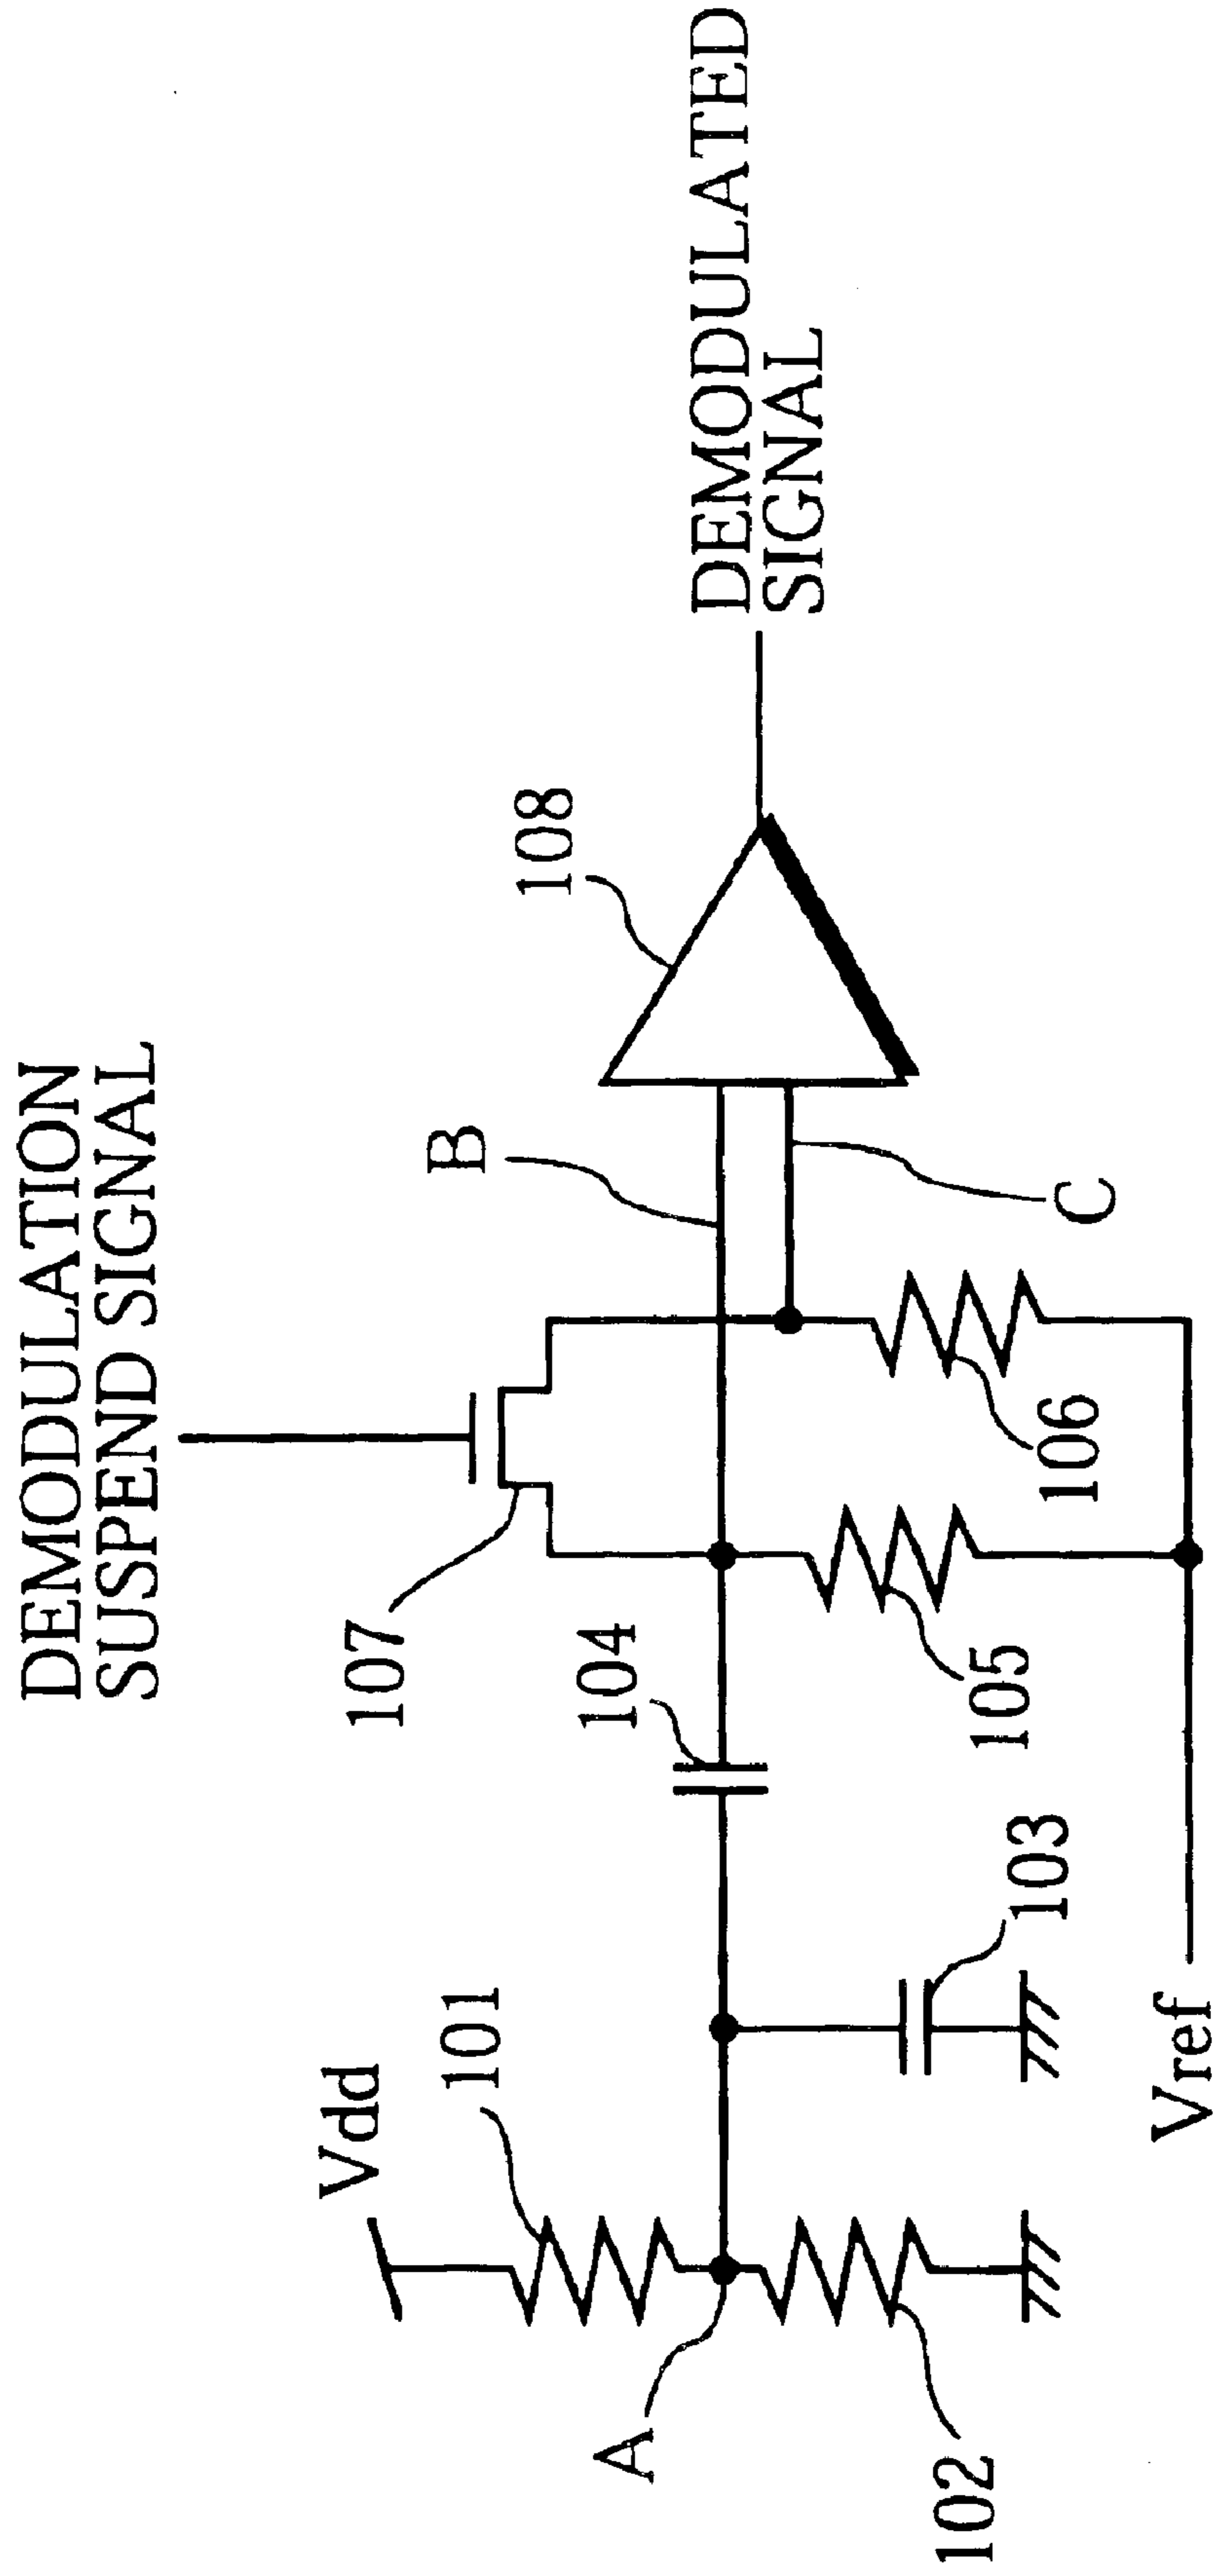 DEMODULATION
SUSPEND SIGNAL
107
104
B
108
DEMODULATED
SIGNAL
Vdd
101
A
102
103
105
106
C
Vref